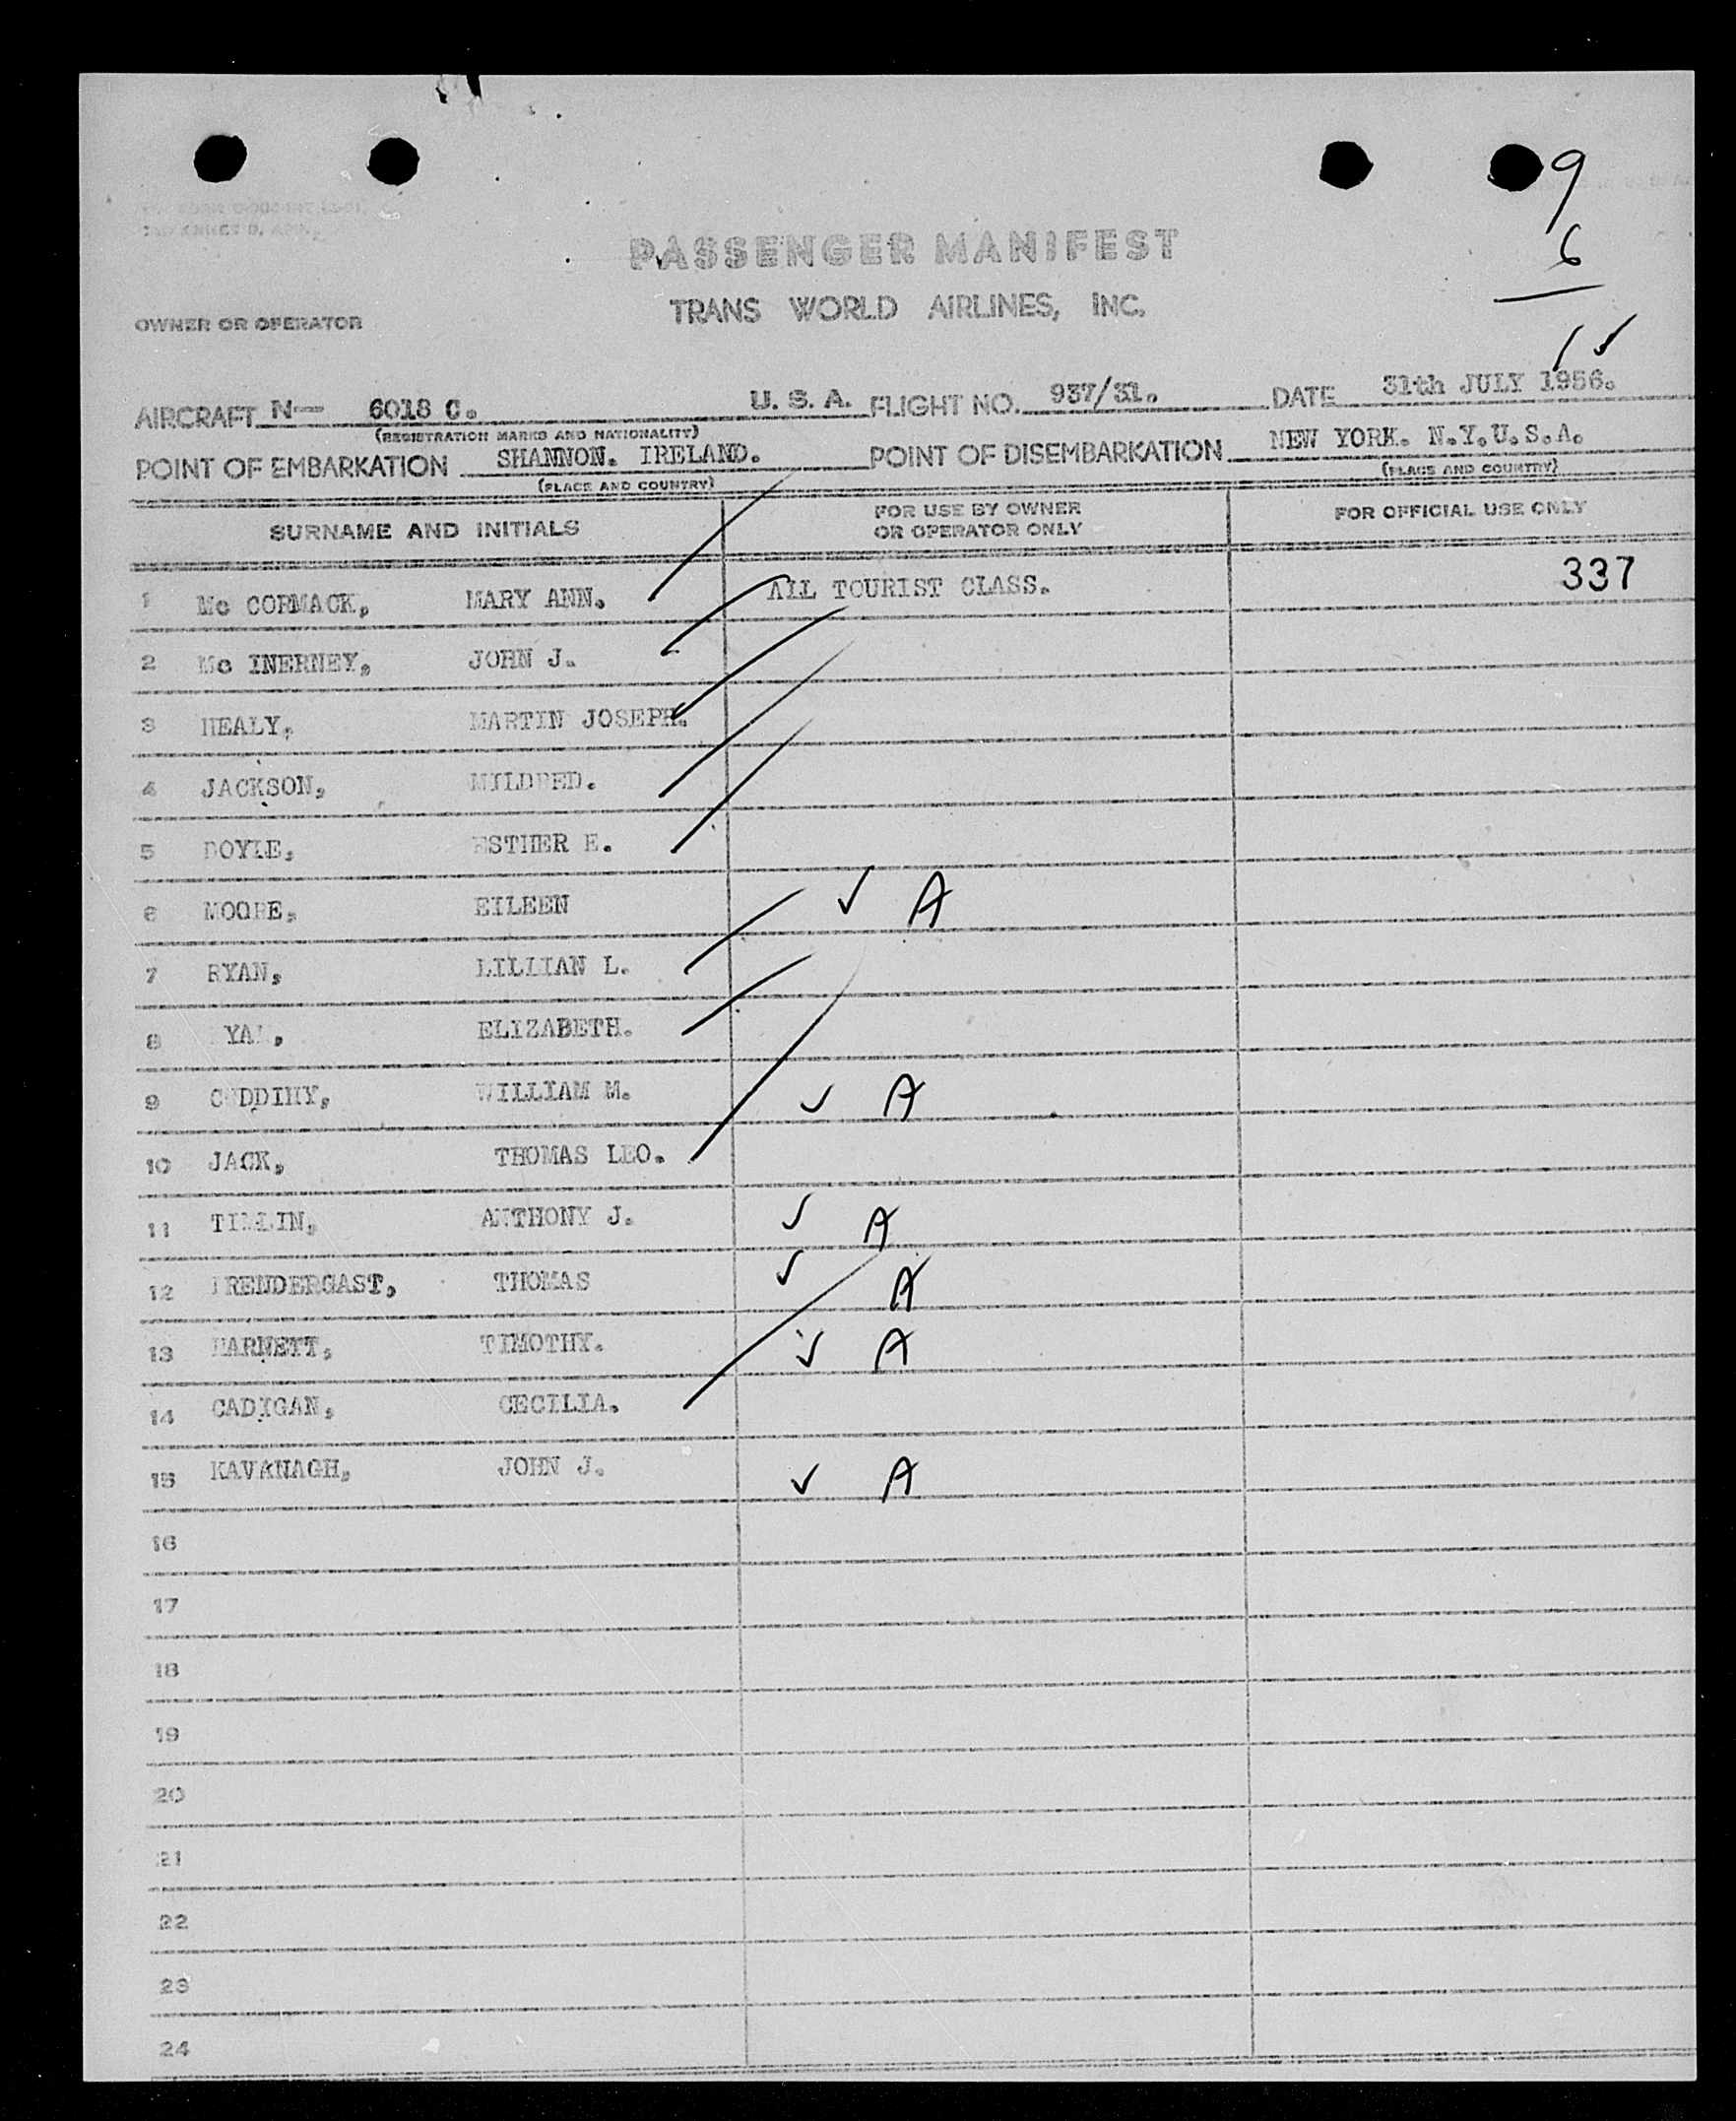 9
6
PASSENGER MANIFEST
TRANS WORLD AIRLINES, INC.
OWNER OR OPERATOR
15
AIRCRAFT N— 6018 C. U. S. A. FLIGHT NO. 937/31. DATE 31th JULY 1956.
(REGISTRATION MARKS AND NATIONALITY)
POINT OF EMBARKATION SHANNON. IRELAND. POINT OF DISEMBARKATION NEW YORK. N.Y.U.S.A.
(PLACE AND COUNTRY) (PLACE AND COUNTRY)
SURNAME AND INITIALS FOR USE BY OWNER OR OPERATOR ONLY FOR OFFICIAL USE ONLY
337
1 Mc CORMACK, MARY ANN. ALL TOURIST CLASS.
2 Mc INERNEY, JOHN J.
3 HEALY, MARTIN JOSEPH.
4 JACKSON, MILDRED.
5 DOYLE, ESTHER E.
6 MOORE, EILEEN ✓ A
7 RYAN, LILLIAN L.
8 RYAN, ELIZABETH.
9 CUDDIHY, WILLIAM M. ✓ A
10 JACK, THOMAS LEO.
11 ANTHONY J. ✓ A
12 PRENDERGAST, THOMAS ✓ A
13 TIMOTHY. ✓ A
14 CADIGAN, CECILIA.
15 KAVANAGH, JOHN J. ✓ A
16
17
18
19
20
21
22
23
24